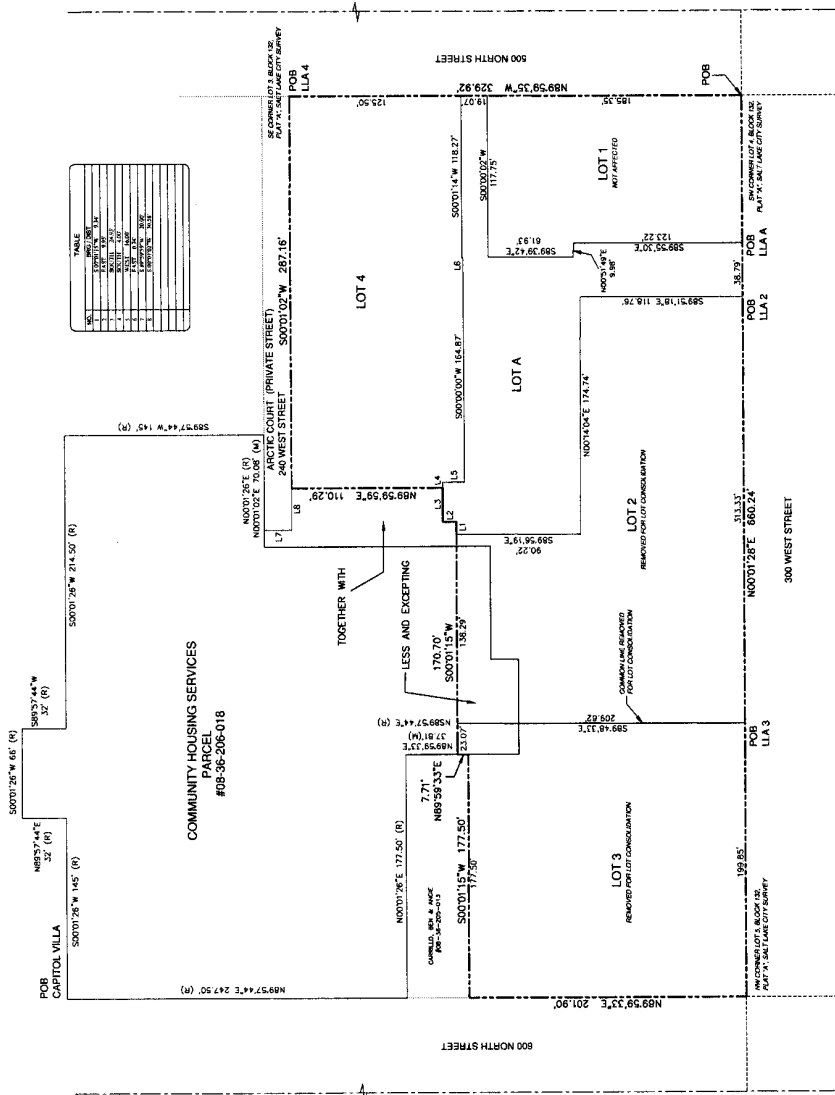 TABLE
NO.
BRG / DIST
500 NORTH STREET
SE CORNER LOT 3, BLOCK 132,
PLAT "A", SALT LAKE CITY SURVEY
POB
LLA 4
N89°59'35"W 329.92'
125.50'
19.07'
185.35'
POB
SW CORNER LOT 4, BLOCK 132,
PLAT "A", SALT LAKE CITY SURVEY
S00°01'02"W 287.16'
LOT 4
S00°01'14"W 118.27'
S00°00'02"W
117.75'
LOT 1
NOT AFFECTED
L6
S89°39'42"E
61.93'
N00°51'49"E
9.98'
123.22'
S89°55'30"E
POB
LLA A
38.79'
S89°51'18"E 118.78'
POB
LLA 2
S00°00'00"W 164.87'
LOT A
N00°14'04"E 174.74'
ARCTIC COURT (PRIVATE STREET)
240 WEST STREET
S89°57'44"W 145' (R)
N00°01'26"E (R)
N00°01'02"E 70.08' (M)
L8
L7
N89°59'59"E
110.29'
L4
L5
L3
L2
L1
S89°56'19"E
90.22'
LOT 2
REMOVED FOR LOT CONSOLIDATION
313.33'
N00°01'28"E 660.24'
300 WEST STREET
TOGETHER WITH
LESS AND EXCEPTING
170.70'
S00°01'15"W
138.29'
S00°01'26"W 214.50' (R)
S89°57'44"W
32' (R)
S00°01'26"W 66' (R)
N89°57'44"E
32' (R)
S00°01'26"W 145' (R)
POB
CAPITOL VILLA
COMMUNITY HOUSING SERVICES
PARCEL
#08-36-206-018
N89°57'44"E 247.50' (R)
N00°01'26"E 177.50' (R)
NS89°57'44"E (R)
37.81'(M)
N89°59'33"E
23.07'
7.71'
N89°59'33"E
COMMON LINE REMOVED
FOR LOT CONSOLIDATION
209.62'
S89°48'33"E
POB
LLA 3
CARRILLO, BEN & ANGIE
#08-36-205-013
S00°01'15"W 177.50'
177.50'
LOT 3
REMOVED FOR LOT CONSOLIDATION
199.85'
N89°59'33"E 201.90'
NW CORNER LOT 5, BLOCK 132,
PLAT "A", SALT LAKE CITY SURVEY
600 NORTH STREET